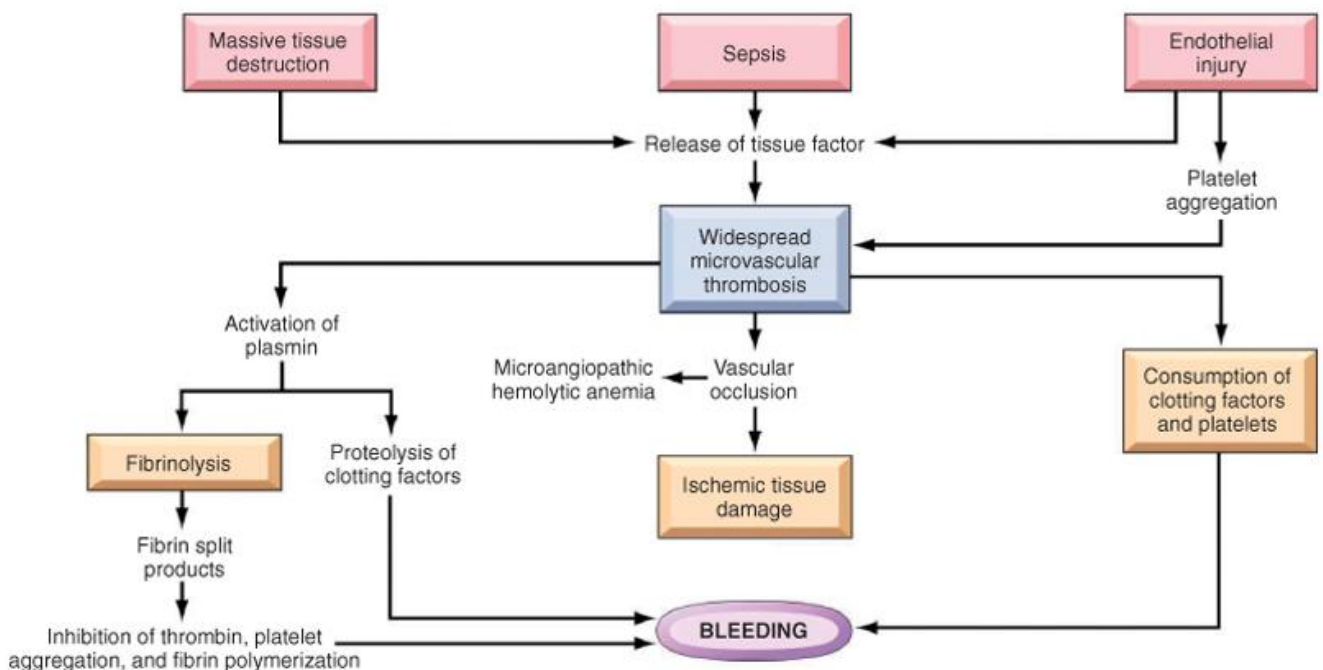 Massive tissue
destruction
Sepsis
Endothelial
injury
Release of tissue factor
Platelet
aggregation
Widespread
microvascular
thrombosis
Activation of
plasmin
Microangiopathic
hemolytic anemia
Vascular
occlusion
Consumption of
clotting factors
and platelets
Fibrinolysis
Proteolysis of
clotting factors
Ischemic tissue
damage
Fibrin split
products
Inhibition of thrombin, platelet
aggregation, and fibrin polymerization
BLEEDING